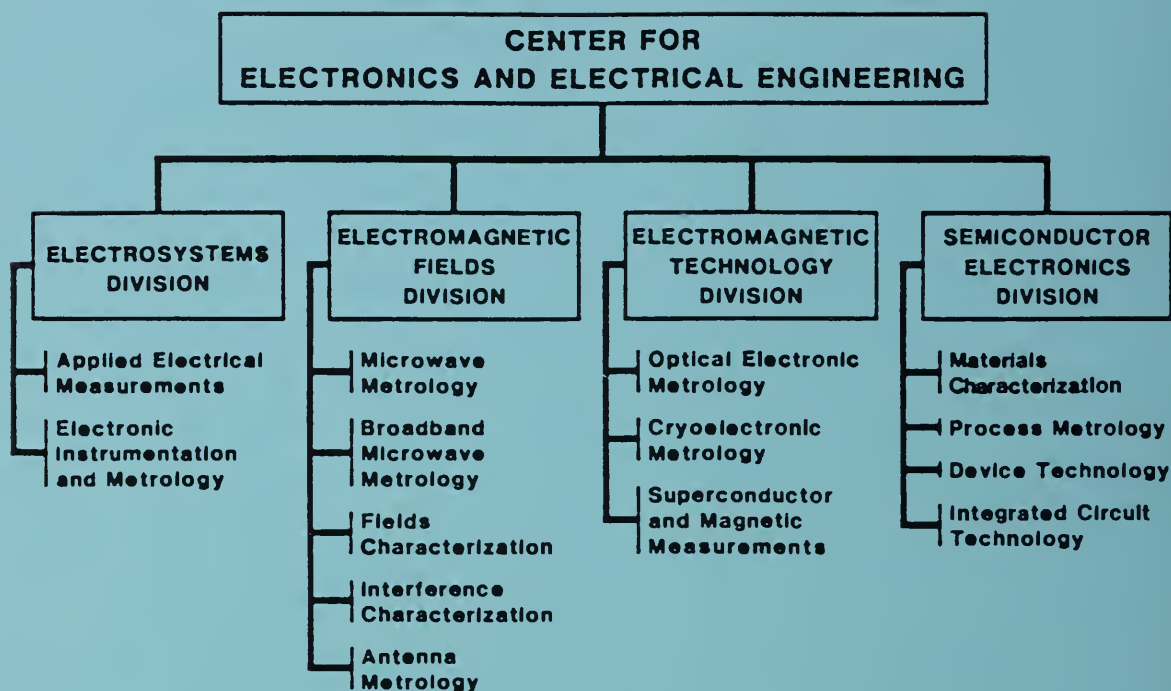 CENTER FOR
ELECTRONICS AND ELECTRICAL ENGINEERING
ELECTROSYSTEMS
DIVISION
Applied Electrical
Measurements
Electronic
Instrumentation
and Metrology
ELECTROMAGNETIC
FIELDS
DIVISION
Microwave
Metrology
Broadband
Microwave
Metrology
Fields
Characterization
Interference
Characterization
Antenna
Metrology
ELECTROMAGNETIC
TECHNOLOGY
DIVISION
Optical Electronic
Metrology
Cryoelectronic
Metrology
Superconductor
and Magnetic
Measurements
SEMICONDUCTOR
ELECTRONICS
DIVISION
Materials
Characterization
Process Metrology
Device Technology
Integrated Circuit
Technology